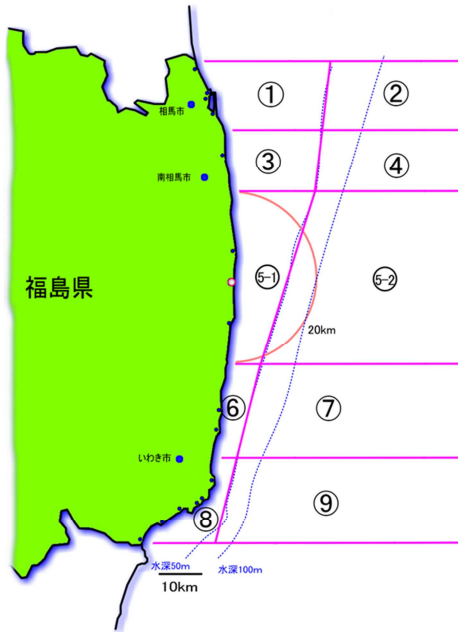 ①
②
相馬市
③
④
南相馬市
5-1
5-2
福島県
20km
⑥
⑦
いわき市
⑧
⑨
水深50m
水深100m
10km